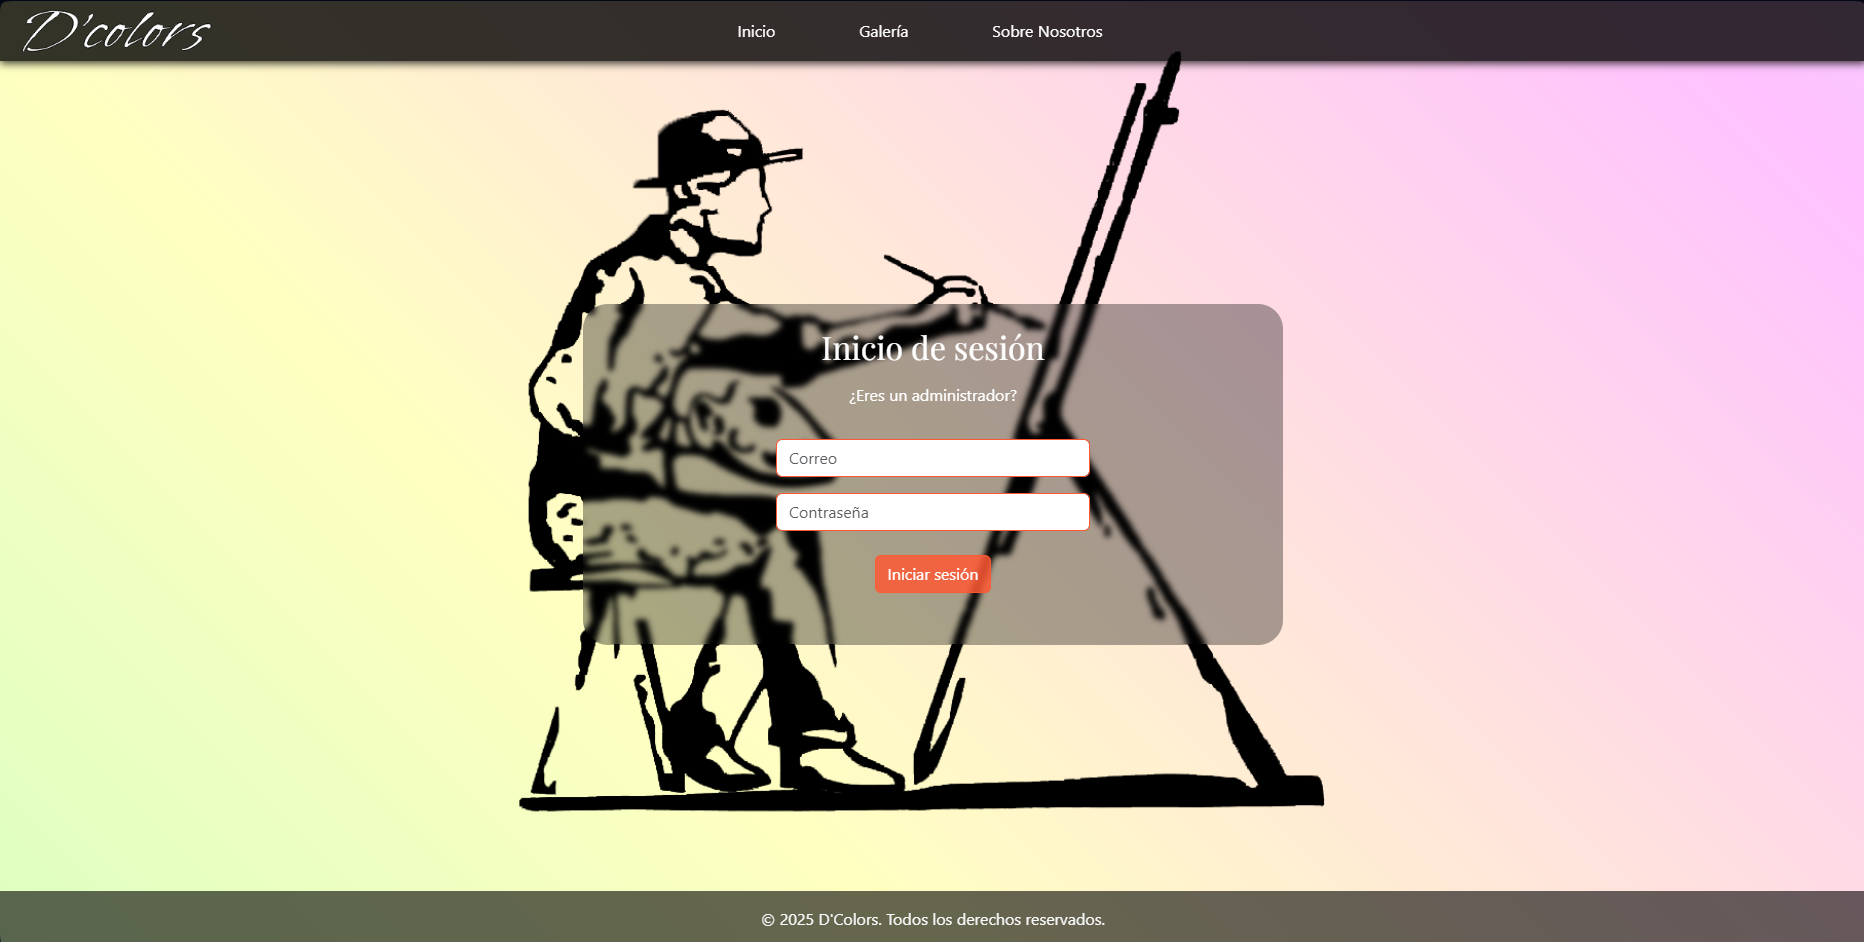 D'colors
Inicio Galería Sobre Nosotros
Inicio de sesión
¿Eres un administrador?
Correo
Contraseña
Iniciar sesión
© 2025 D'Colors. Todos los derechos reservados.